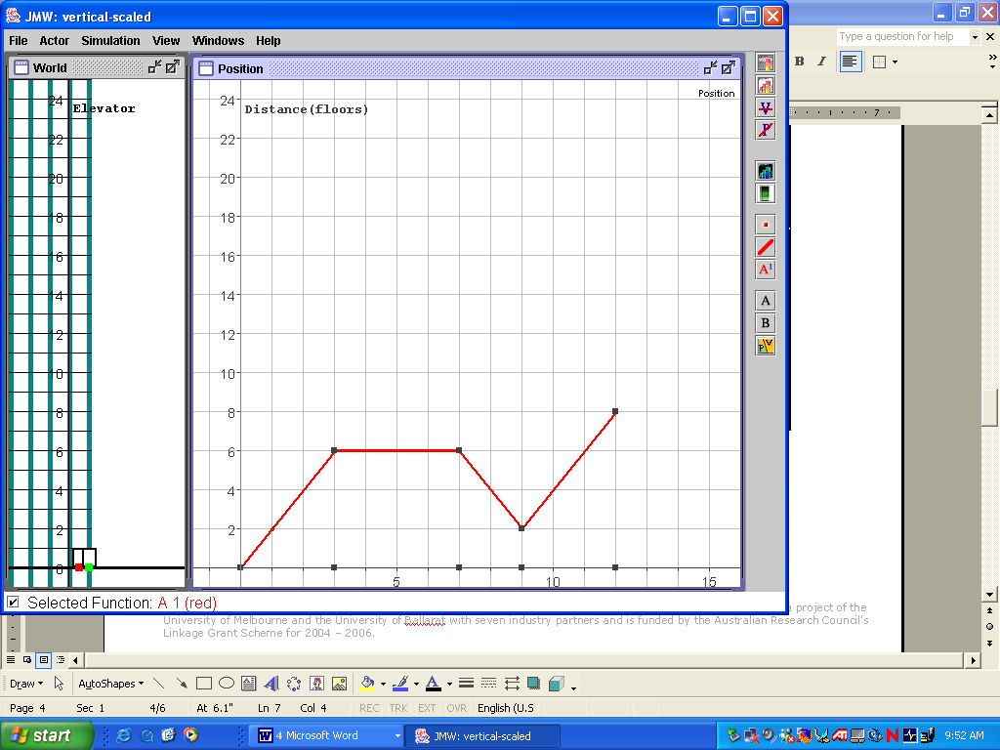 JMW: vertical-scaled
File Actor Simulation View Windows Help
Type a question for help
B I
World
Position
7
24
Elevator
22
20
18
16
14
12
10
8
6
4
2
0
Position
24
Distance(floors)
22
20
18
16
14
12
10
8
6
4
2
5 10 15
V
P
A1
A
B
P V
Selected Function: A 1 (red)
a project of the
University of Melbourne and the University of Ballarat with seven industry partners and is funded by the Australian Research Council's
Linkage Grant Scheme for 2004 – 2006.
Draw AutoShapes A
Page 4 Sec 1 4/6 At 6.1" Ln 7 Col 4 REC TRK EXT OVR English (U.S
start 4 Microsoft Word JMW: vertical-scaled 9:52 AM